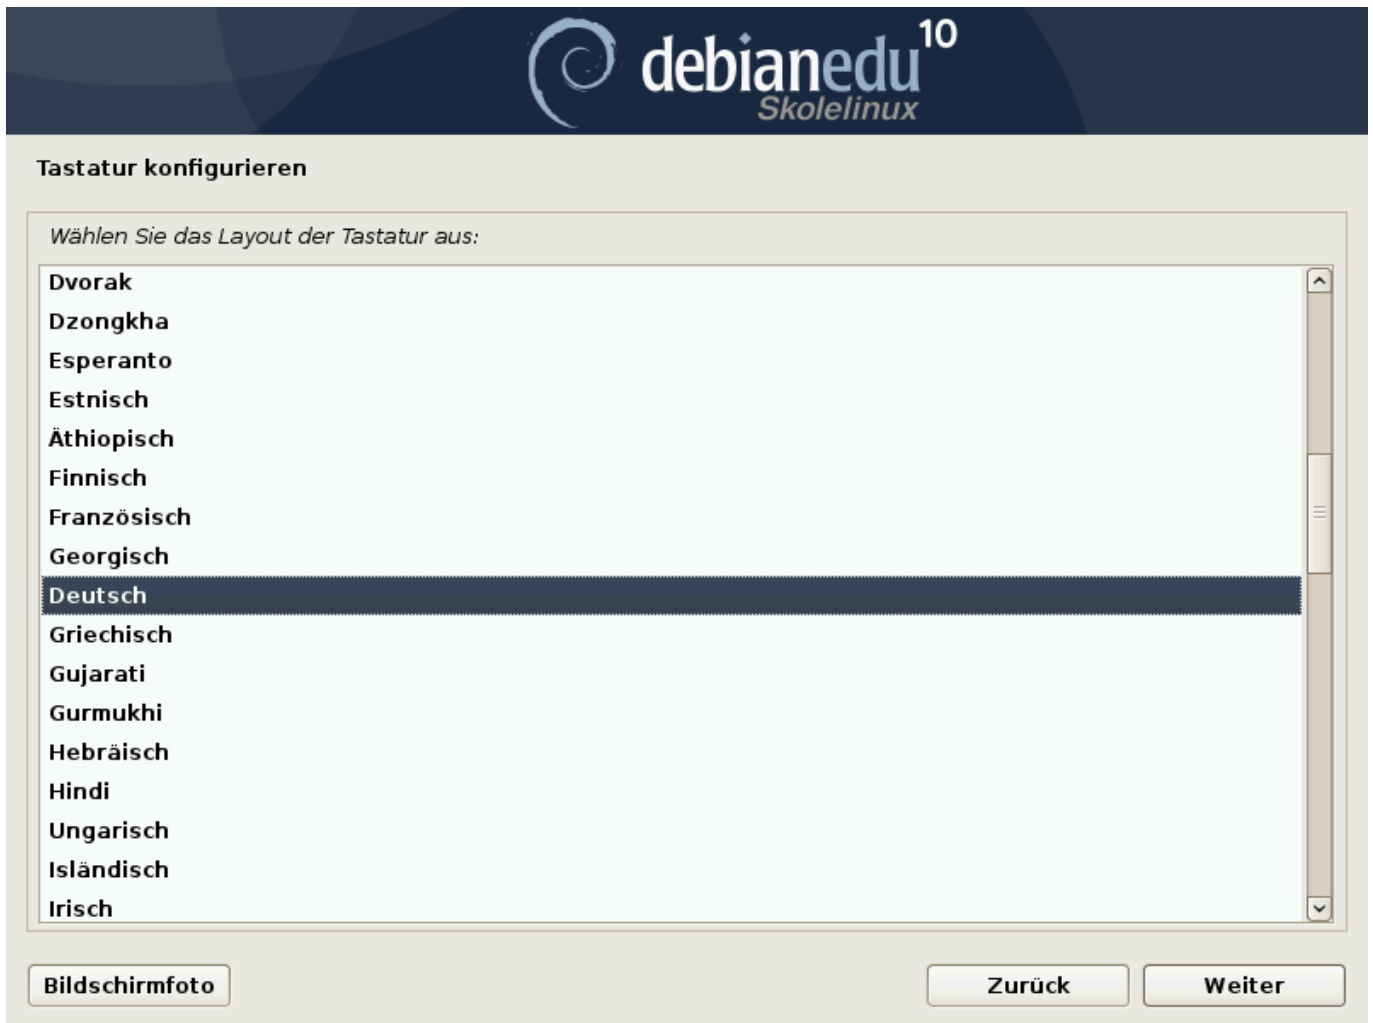 debianedu 10
Skolelinux
Tastatur konfigurieren
Wählen Sie das Layout der Tastatur aus:
Dvorak
Dzongkha
Esperanto
Estnisch
Äthiopisch
Finnisch
Französisch
Georgisch
Deutsch
Griechisch
Gujarati
Gurmukhi
Hebräisch
Hindi
Ungarisch
Isländisch
Irisch
Bildschirmfoto Zurück Weiter